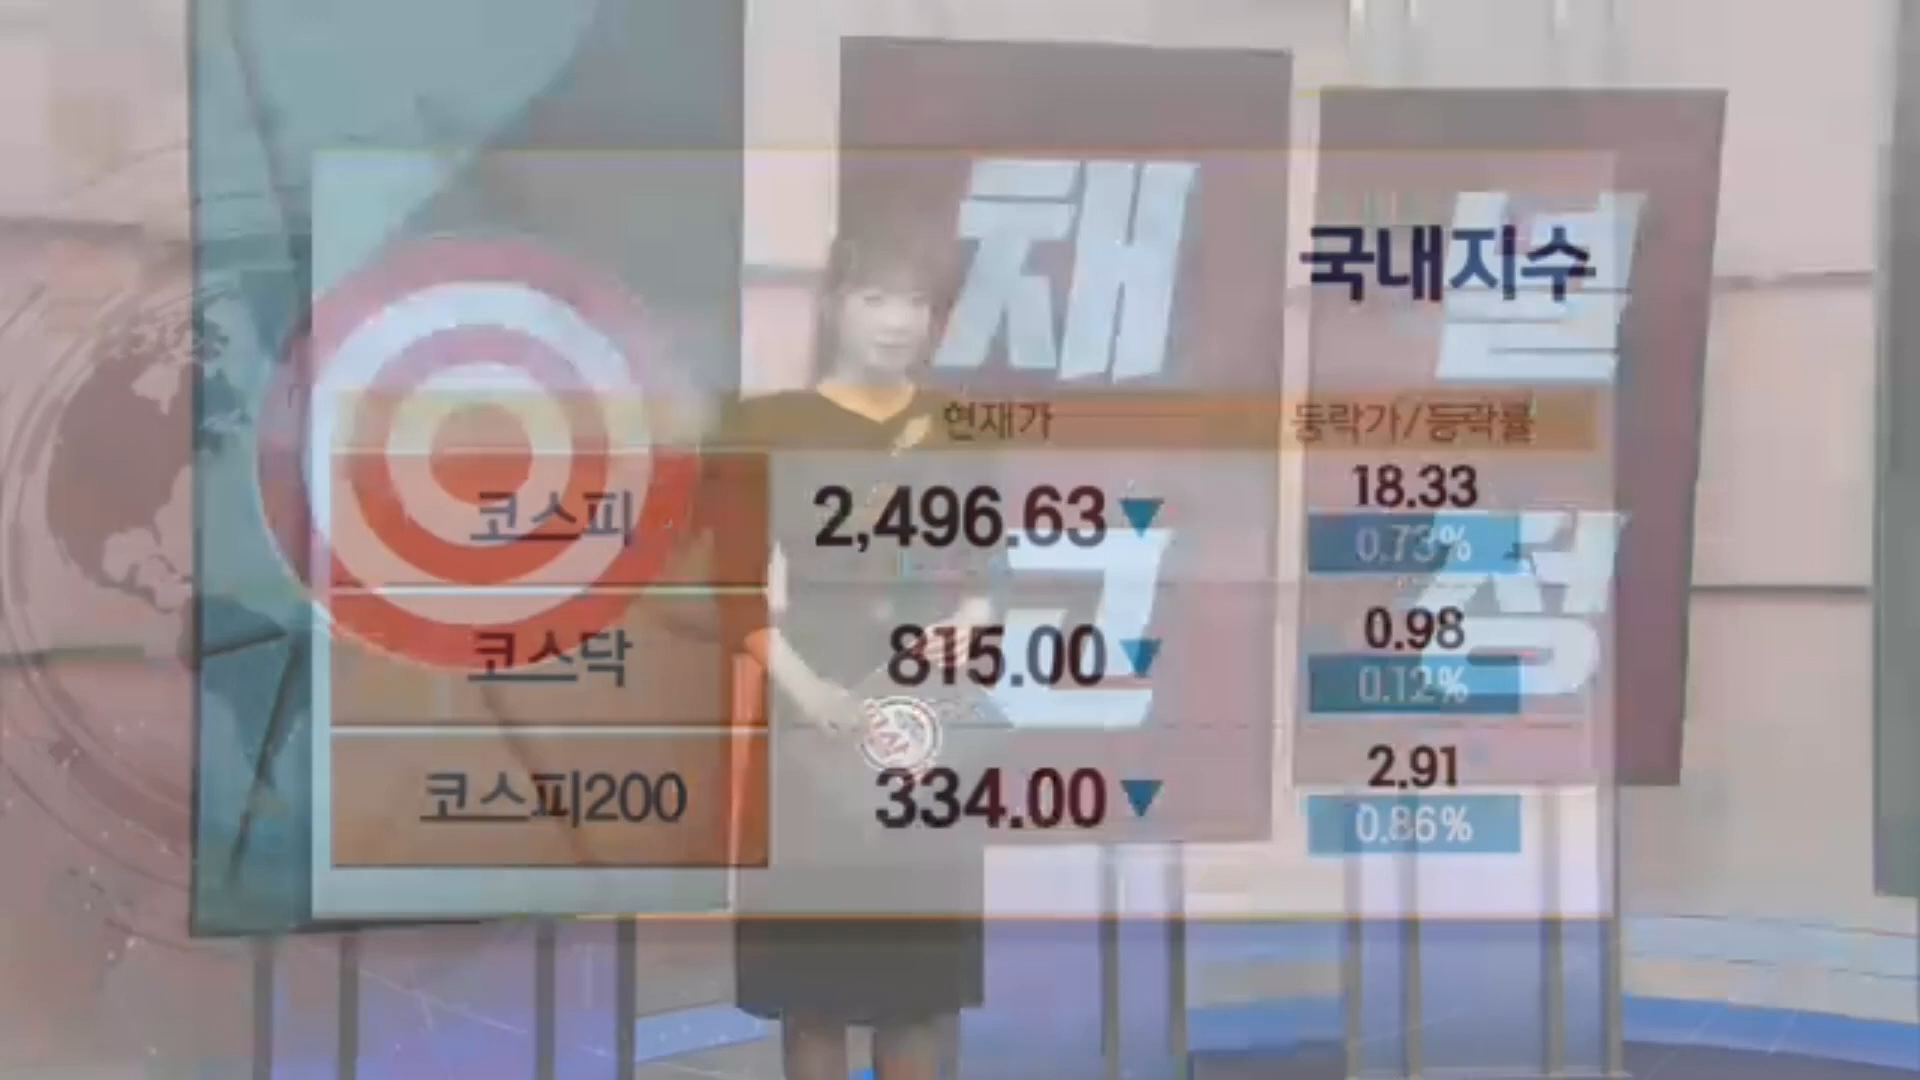 국내지수
현재가 등락가/등락률
코스피 2,496.63▼ 18.33
0.73%
코스닥 815.00▼ 0.98
0.12%
코스피200 334.00▼ 2.91
0.86%